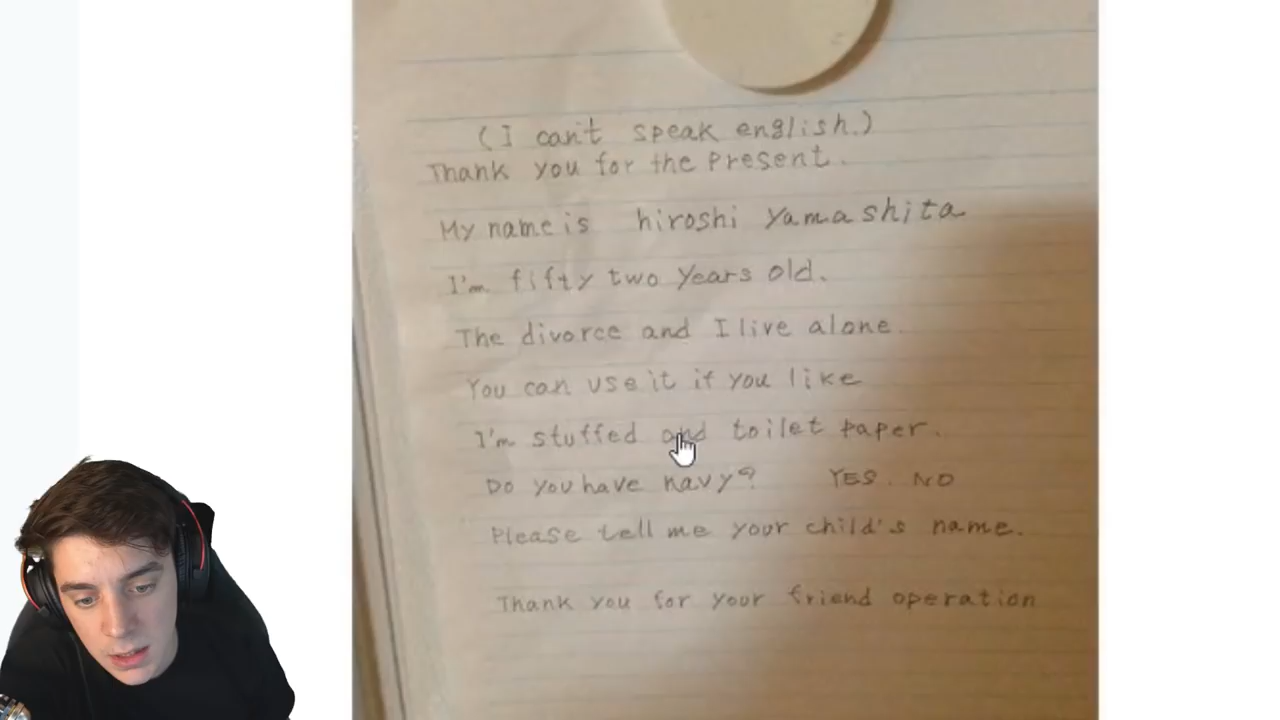 (I can't speak english.)
Thank you for the Present.
My name is hiroshi yamashita
I'm fifty two years old.
The divorce and I live alone.
You can use it if you like
I'm stuffed and toilet paper.
Do you have navy? YES. NO
Please tell me your child's name.
Thank you for your friend operation